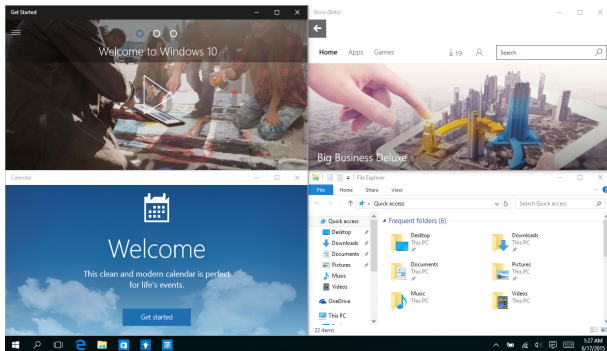 Get Started
Welcome to Windows 10
Store (Beta)
Home Apps Games 19 Search
Big Business Deluxe
Calendar
Welcome
This clean and modern calendar is perfect
for life's events.
Get started
File Explorer
File Home Share View
Quick access Search Quick access
Quick access
Desktop
Downloads
Documents
Pictures
Music
Videos
OneDrive
This PC
22 items
Frequent folders (6)
Desktop
This PC
Downloads
This PC
Documents
This PC
Pictures
This PC
Music
This PC
Videos
This PC
1:27 AM
6/17/2015